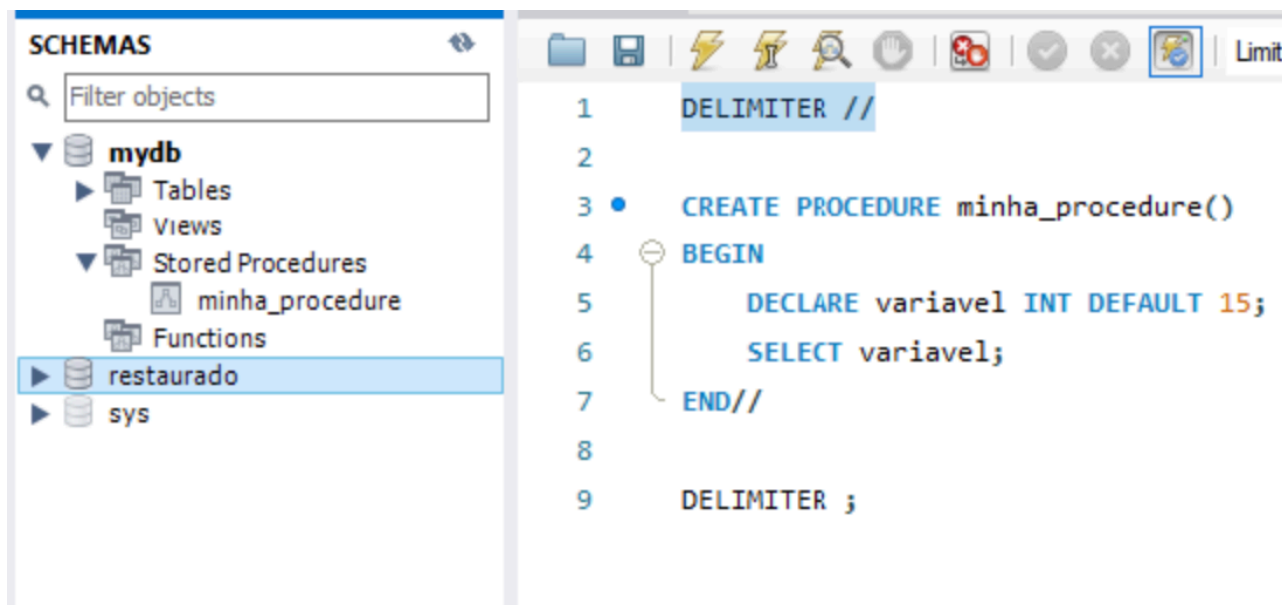 SCHEMAS
Filter objects
mydb
Tables
Views
Stored Procedures
minha_procedure
Functions
restaurado
sys
Limit
1 DELIMITER //
2
3 CREATE PROCEDURE minha_procedure()
4 BEGIN
5 DECLARE variavel INT DEFAULT 15;
6 SELECT variavel;
7 END//
8
9 DELIMITER ;